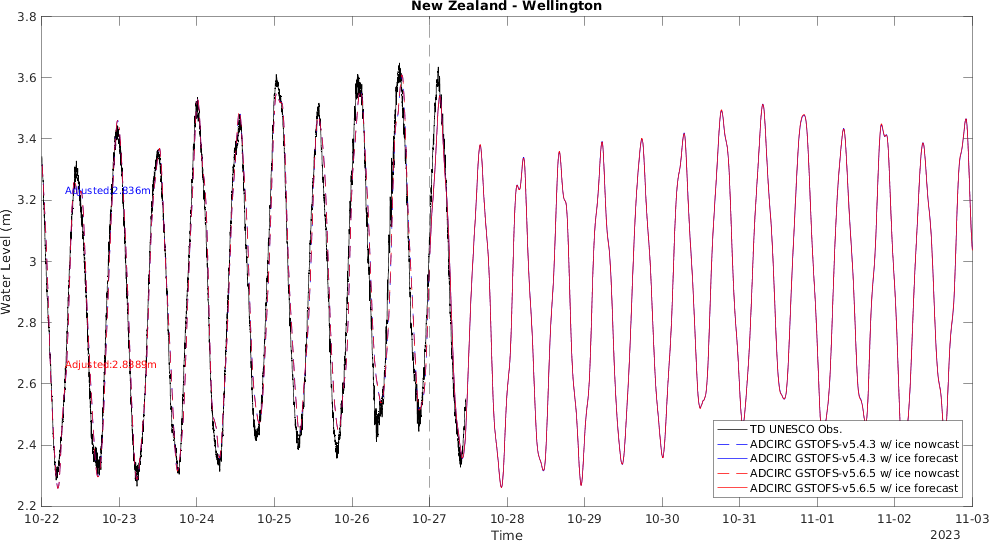 New Zealand - Wellington
3.8
3.6
3.4
3.2
3
2.8
2.6
2.4
2.2
Water Level (m)
Adjusted:2.836m
Adjusted:2.8389m
TD UNESCO Obs.
ADCIRC GSTOFS-v5.4.3 w/ ice nowcast
ADCIRC GSTOFS-v5.4.3 w/ ice forecast
ADCIRC GSTOFS-v5.6.5 w/ ice nowcast
ADCIRC GSTOFS-v5.6.5 w/ ice forecast
10-22 10-23 10-24 10-25 10-26 10-27 10-28 10-29 10-30 10-31 11-01 11-02 11-03
Time
2023